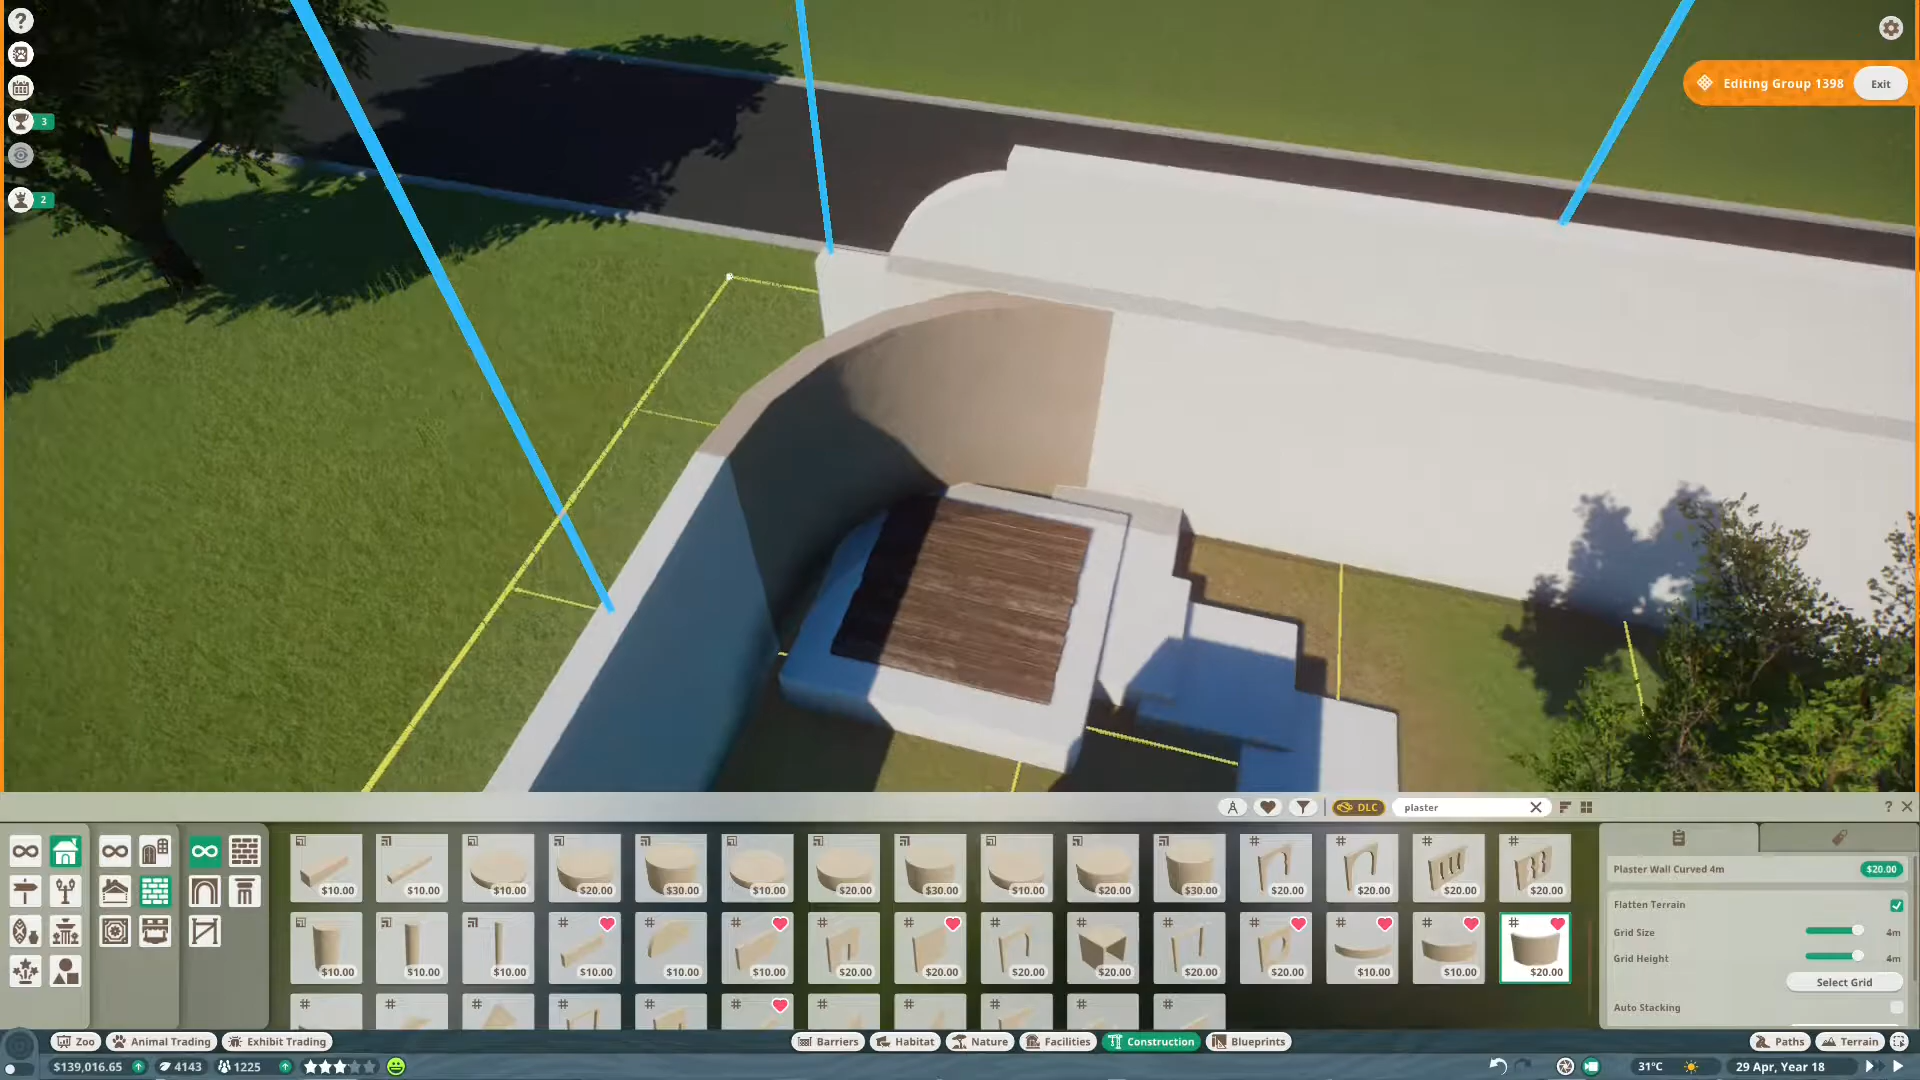 ?
3
2
Editing Group 1398
Exit
DLC
plaster
?
$10.00 $10.00 $10.00 $20.00 $30.00 $10.00 $20.00 $30.00 $10.00 $20.00 $30.00 $20.00 $20.00 $20.00 $20.00
$10.00 $10.00 $10.00 $10.00 $10.00 $10.00 $20.00 $20.00 $20.00 $20.00 $20.00 $20.00 $10.00 $10.00 $20.00
Plaster Wall Curved 4m
$20.00
Flatten Terrain
Grid Size
4m
Grid Height
4m
Select Grid
Auto Stacking
Zoo
Animal Trading
Exhibit Trading
Barriers
Habitat
Nature
Facilities
Construction
Blueprints
Paths
Terrain
$139,016.65
4143
1225
31°C
29 Apr, Year 18